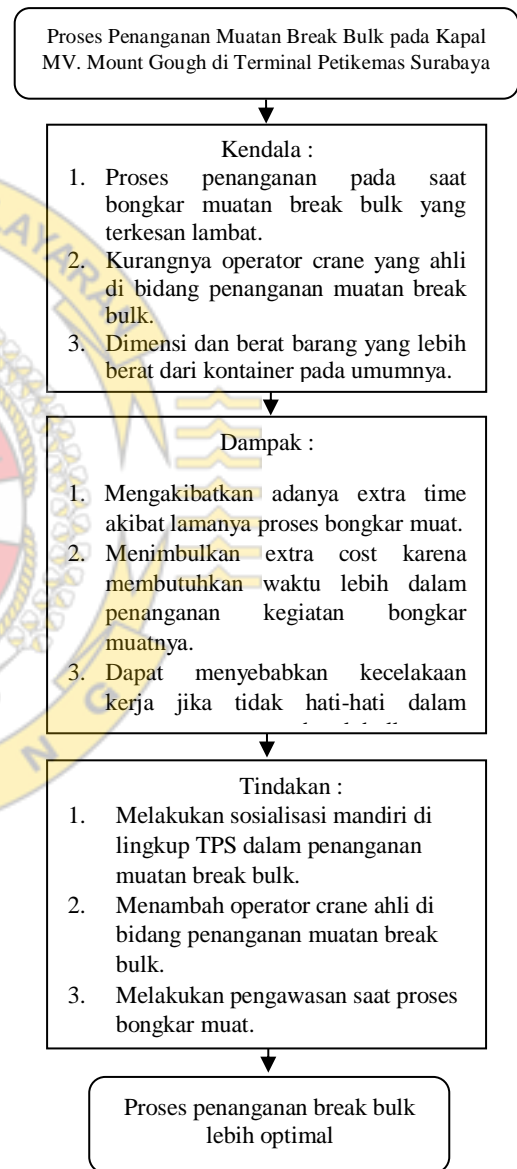 Proses Penanganan Muatan Break Bulk pada Kapal
MV. Mount Gough di Terminal Petikemas Surabaya
Kendala :
1. Proses penanganan pada saat
bongkar muatan break bulk yang
terkesan lambat.
2. Kurangnya operator crane yang ahli
di bidang penanganan muatan break
bulk.
3. Dimensi dan berat barang yang lebih
berat dari kontainer pada umumnya.
Dampak :
1. Mengakibatkan adanya extra time
akibat lamanya proses bongkar muat.
2. Menimbulkan extra cost karena
membutuhkan waktu lebih dalam
penanganan kegiatan bongkar
muatnya.
3. Dapat menyebabkan kecelakaan
kerja jika tidak hati-hati dalam
Tindakan :
1. Melakukan sosialisasi mandiri di
lingkup TPS dalam penanganan
muatan break bulk.
2. Menambah operator crane ahli di
bidang penanganan muatan break
bulk.
3. Melakukan pengawasan saat proses
bongkar muat.
Proses penanganan break bulk
lebih optimal